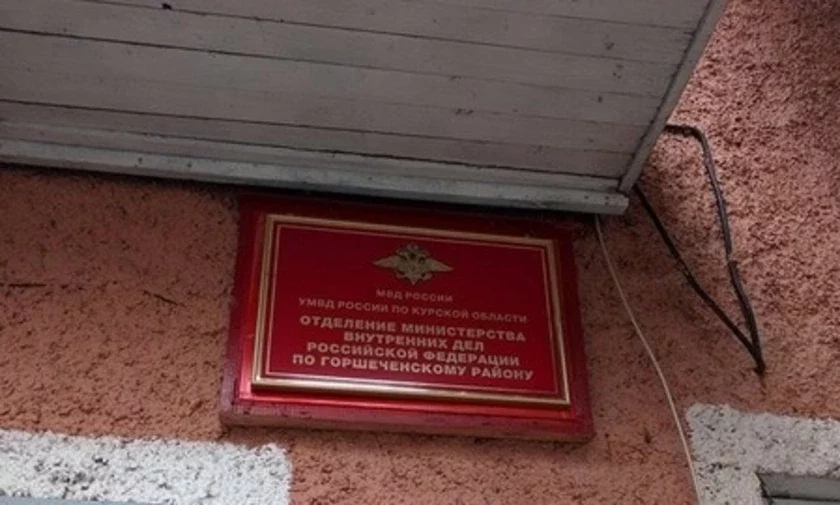 МВД РОССИИ
УМВД РОССИИ ПО КУРСКОЙ ОБЛАСТИ
ОТДЕЛЕНИЕ МИНИСТЕРСТВА
ВНУТРЕННИХ ДЕЛ
РОССИЙСКОЙ ФЕДЕРАЦИИ
ПО ГОРШЕЧЕНСКОМУ РАЙОНУ